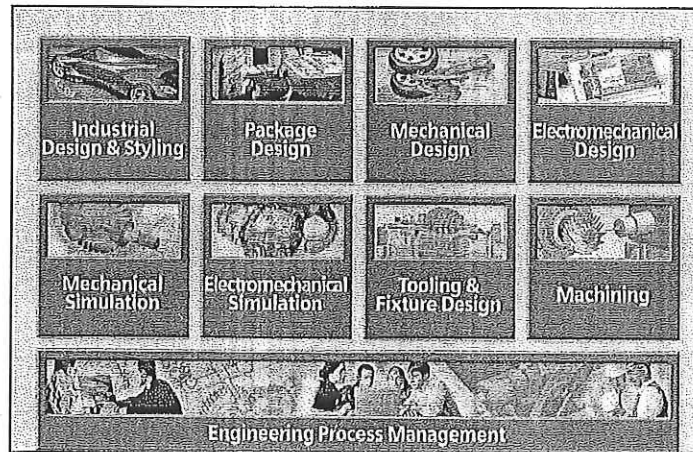 Industrial
Design & Styling
Package
Design
Mechanical
Design
Electromechanical
Design
Mechanical
Simulation
Electromechanical
Simulation
Tooling &
Fixture Design
Machining
Engineering Process Management